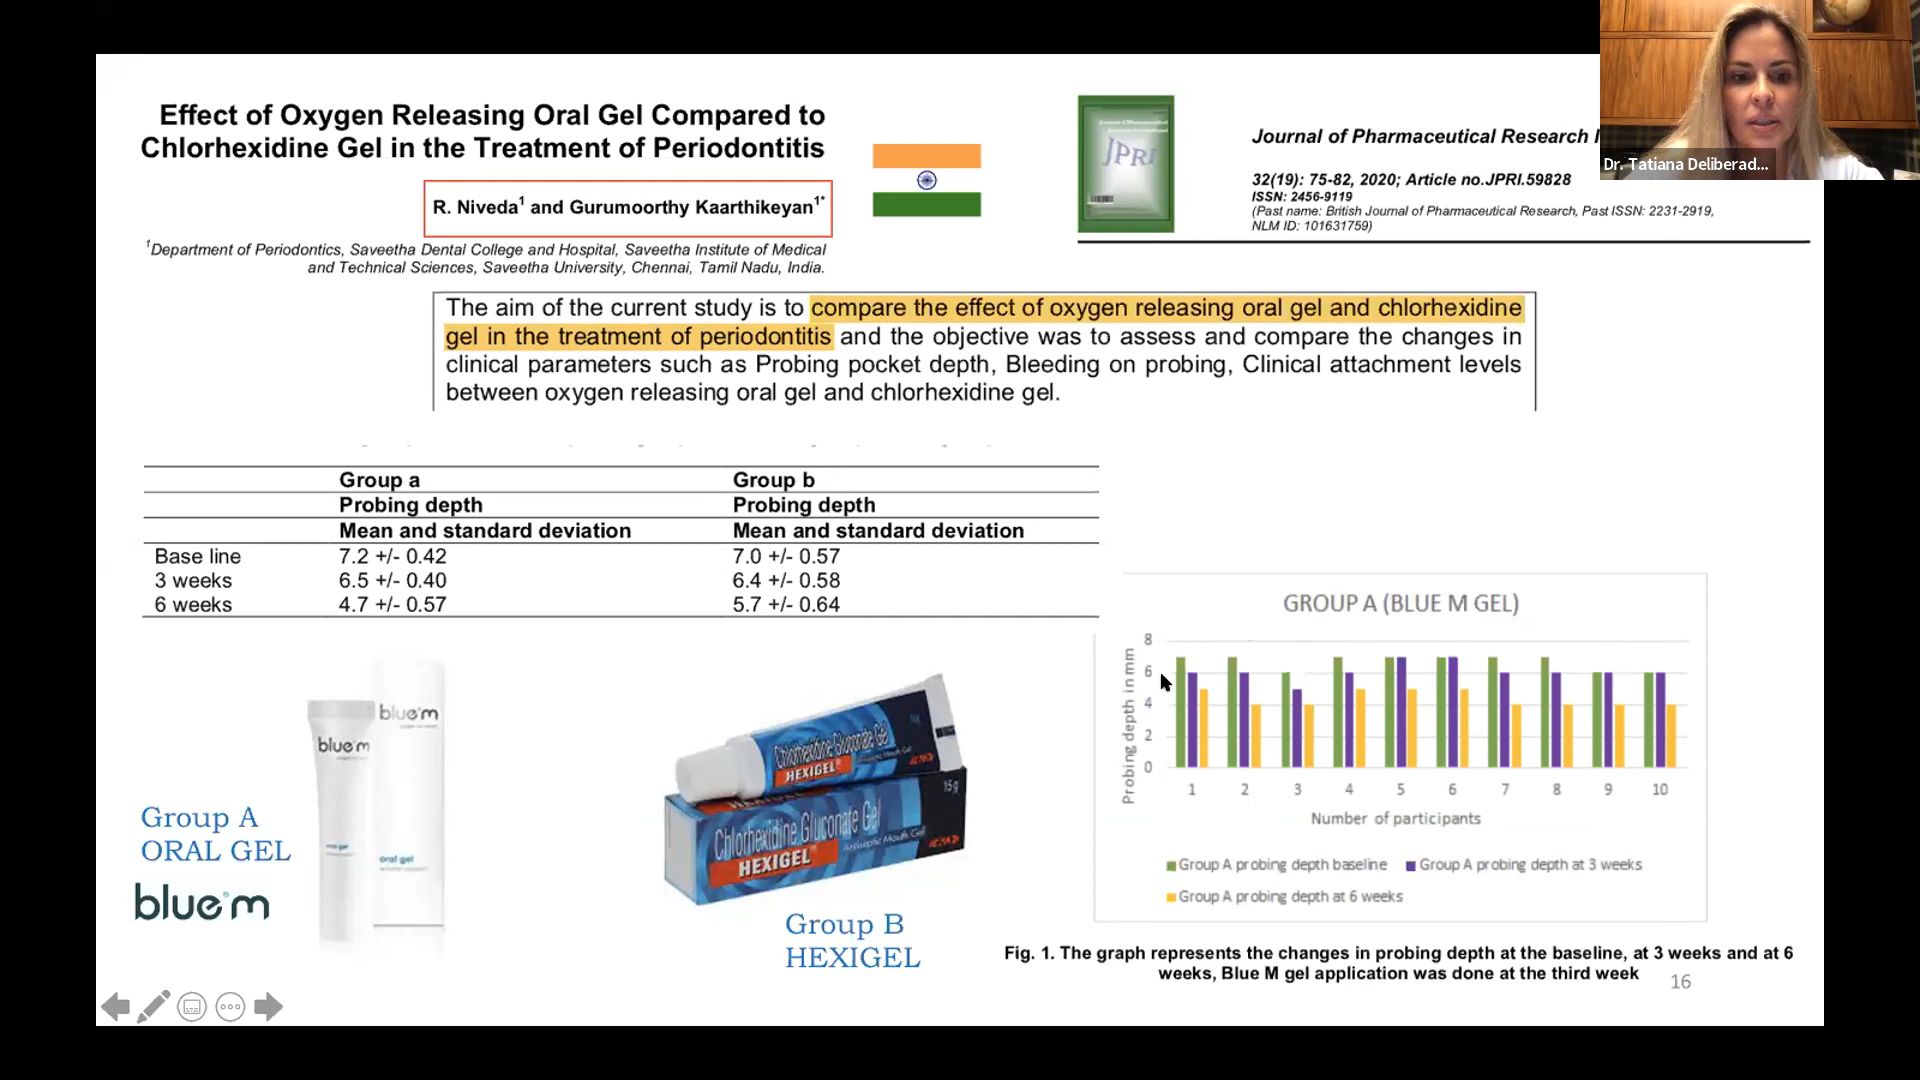 Effect of Oxygen Releasing Oral Gel Compared to
Chlorhexidine Gel in the Treatment of Periodontitis
R. Niveda1 and Gurumoorthy Kaarthikeyan1*
1Department of Periodontics, Saveetha Dental College and Hospital, Saveetha Institute of Medical
and Technical Sciences, Saveetha University, Chennai, Tamil Nadu, India.
JPRI
Journal of Pharmaceutical Research
32(19): 75-82, 2020; Article no.JPRI.59828
ISSN: 2456-9119
(Past name: British Journal of Pharmaceutical Research, Past ISSN: 2231-2919,
NLM ID: 101631759)
Dr. Tatiana Deliberad...
The aim of the current study is to compare the effect of oxygen releasing oral gel and chlorhexidine
gel in the treatment of periodontitis and the objective was to assess and compare the changes in
clinical parameters such as Probing pocket depth, Bleeding on probing, Clinical attachment levels
between oxygen releasing oral gel and chlorhexidine gel.
Group a Group b
Probing depth Probing depth
Mean and standard deviation Mean and standard deviation
Base line 7.2 +/- 0.42 7.0 +/- 0.57
3 weeks 6.5 +/- 0.40 6.4 +/- 0.58
6 weeks 4.7 +/- 0.57 5.7 +/- 0.64
Group A
ORAL GEL
blue°m
blue°m
oral gel
blue°m
oral gel
Chlorhexidine Gluconate Gel
HEXIGEL
Chlorhexidine Gluconate Gel
Antiseptic Mouth Gel
HEXIGEL
15g
Group B
HEXIGEL
GROUP A (BLUE M GEL)
Probing depth in mm
8
6
4
2
0
1 2 3 4 5 6 7 8 9 10
Number of participants
Group A probing depth baseline Group A probing depth at 3 weeks
Group A probing depth at 6 weeks
Fig. 1. The graph represents the changes in probing depth at the baseline, at 3 weeks and at 6
weeks, Blue M gel application was done at the third week
16